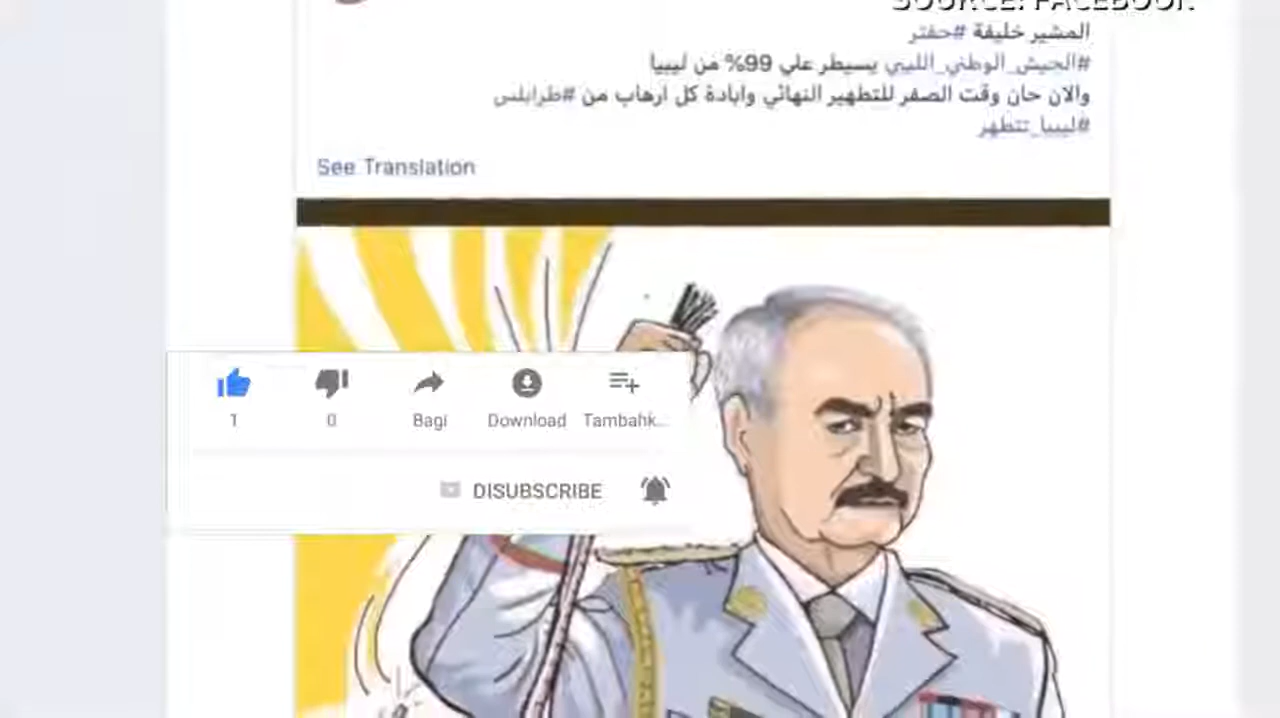 SOURCE: FACEBOOK
المشير خليفة #حفتر
#الجيش_الوطني_الليبي يسيطر علي 99% من ليبيا
والان حان وقت الصفر للتطهير النهائي وابادة كل ارهاب من #طرابلس
#ليبيا_تتطهر
See Translation
1 0 Bagi Download Tambahk...
DISUBSCRIBE